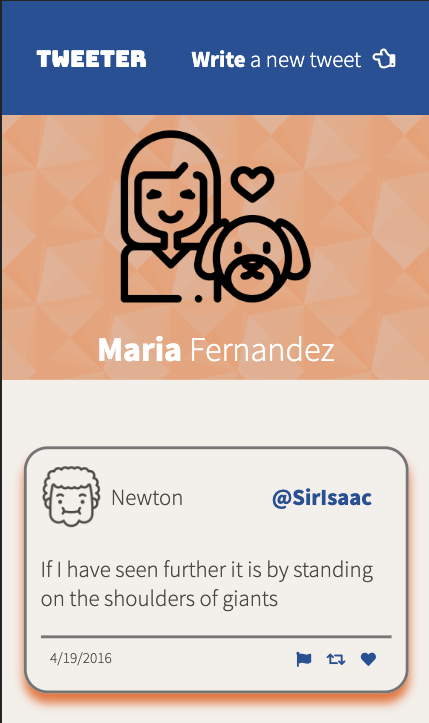 TWEETER
Write a new tweet
Maria Fernandez
Newton
@SirIsaac
If I have seen further it is by standing
on the shoulders of giants
4/19/2016